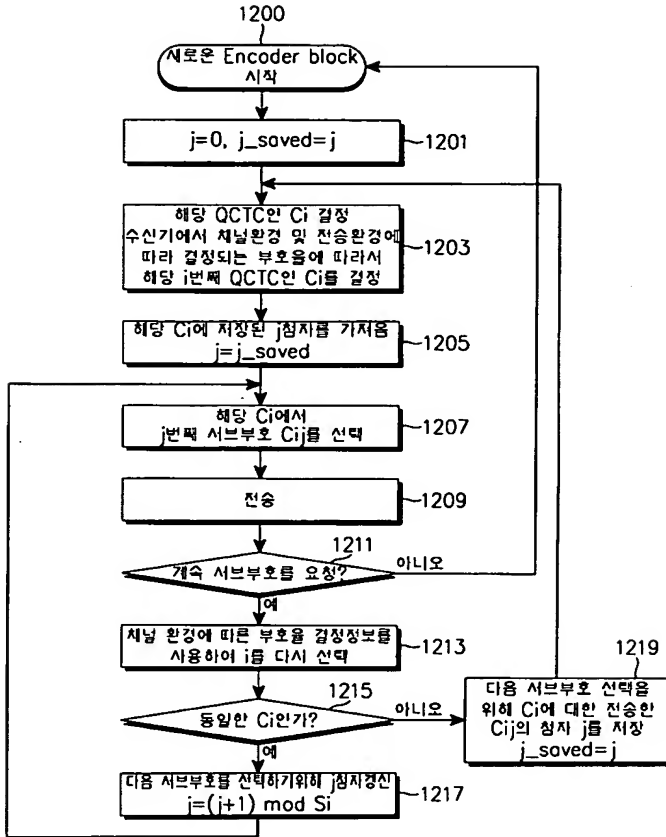 1200
새로운 Encoder block
시작
j=0, j_saved=j
1201
해당 QCTC인 Ci 결정
수신기에서 채널환경 및 전송환경에
따라 결정되는 부호율에 따라서
해당 i번째 QCTC인 Ci를 결정
1203
해당 Ci에 저장된 j첨자를 가져옴
j=j_saved
1205
해당 Ci에서
j번째 서브부호 Cij를 선택
1207
전송
1209
1211
계속 서브부호를 요청?
아니오
예
채널 환경에 따른 부호율 결정정보를
사용하여 i를 다시 선택
1213
1215
동일한 Ci인가?
아니오
예
1219
다음 서브부호 선택을
위해 Ci에 대한 전송한
Cij의 첨자 j를 저장
j_saved=j
다음 서브부호를 선택하기위해 j첨자갱신
j=(j+1) mod Si
1217